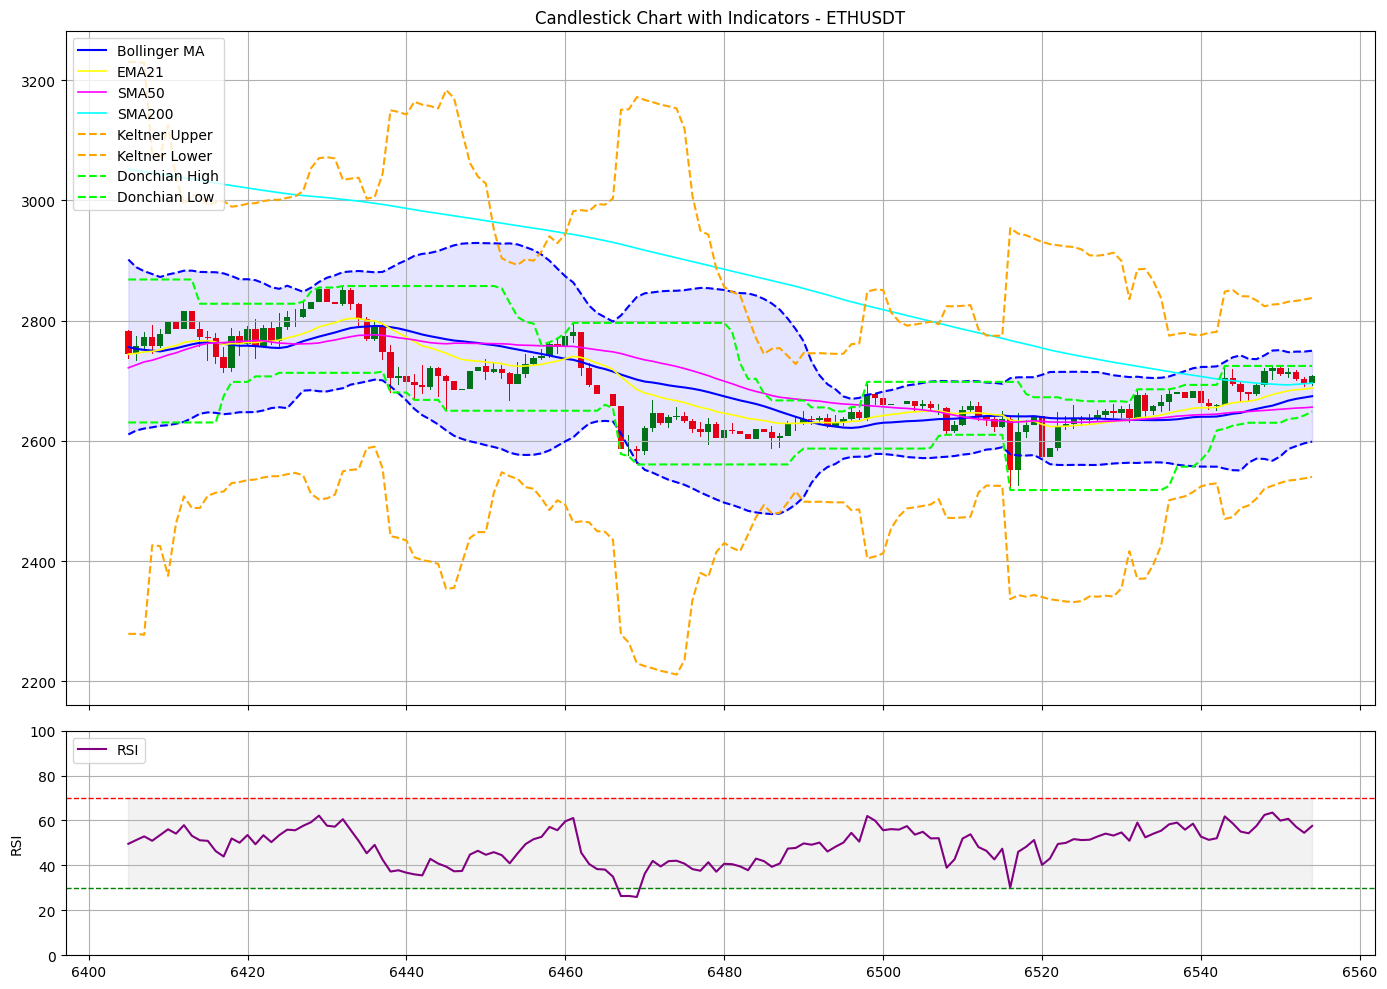 Candlestick Chart with Indicators - ETHUSDT
Bollinger MA
EMA21
SMA50
SMA200
Keltner Upper
Keltner Lower
Donchian High
Donchian Low
3200
3000
2800
2600
2400
2200
RSI
100
80
60
40
20
0
RSI
6400
6420
6440
6460
6480
6500
6520
6540
6560